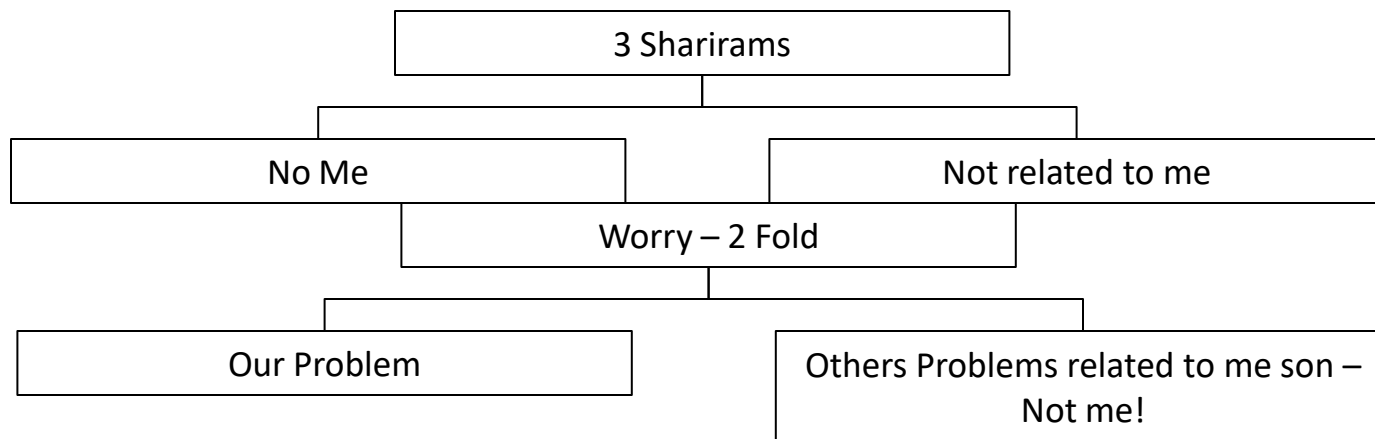 3 Sharirams
No Me
Not related to me
Worry – 2 Fold
Our Problem
Others Problems related to me son –
Not me!